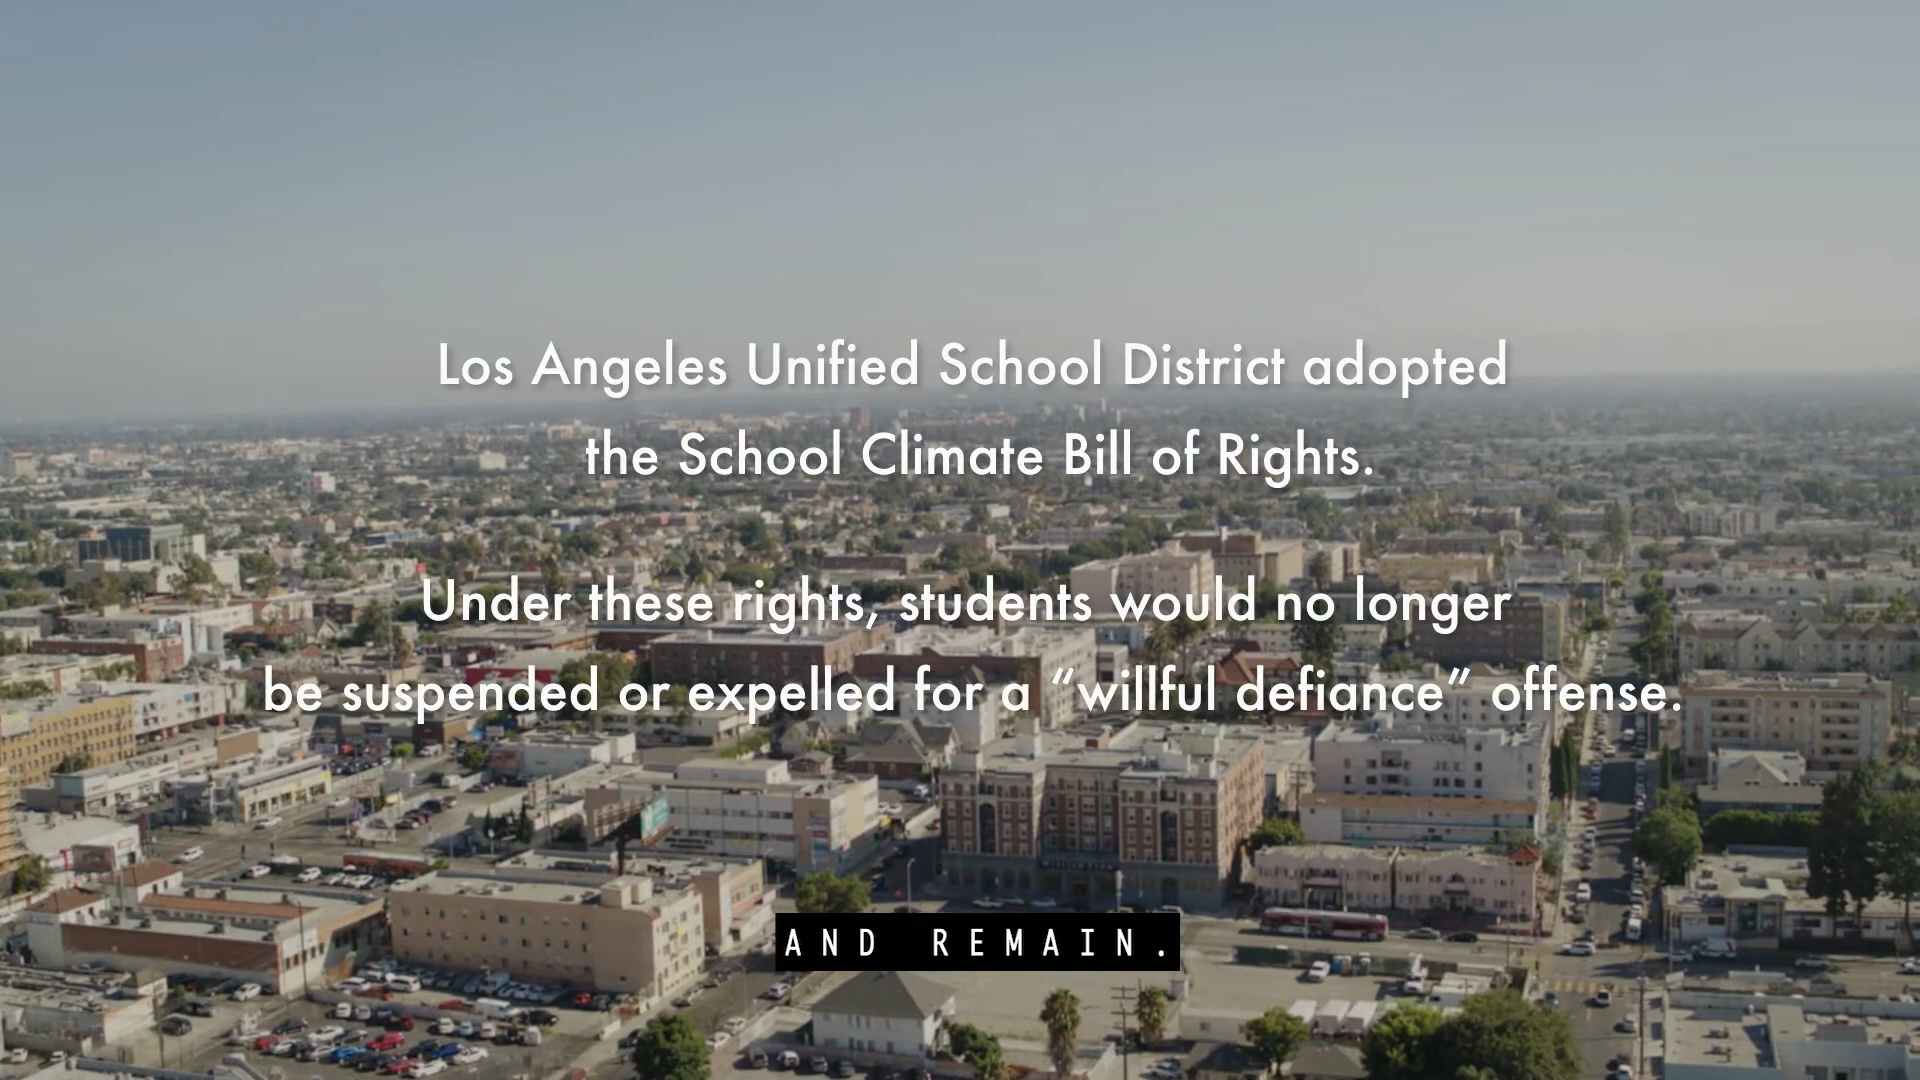 Los Angeles Unified School District adopted
the School Climate Bill of Rights.
Under these rights, students would no longer
be suspended or expelled for a “willful defiance” offense.
AND REMAIN.